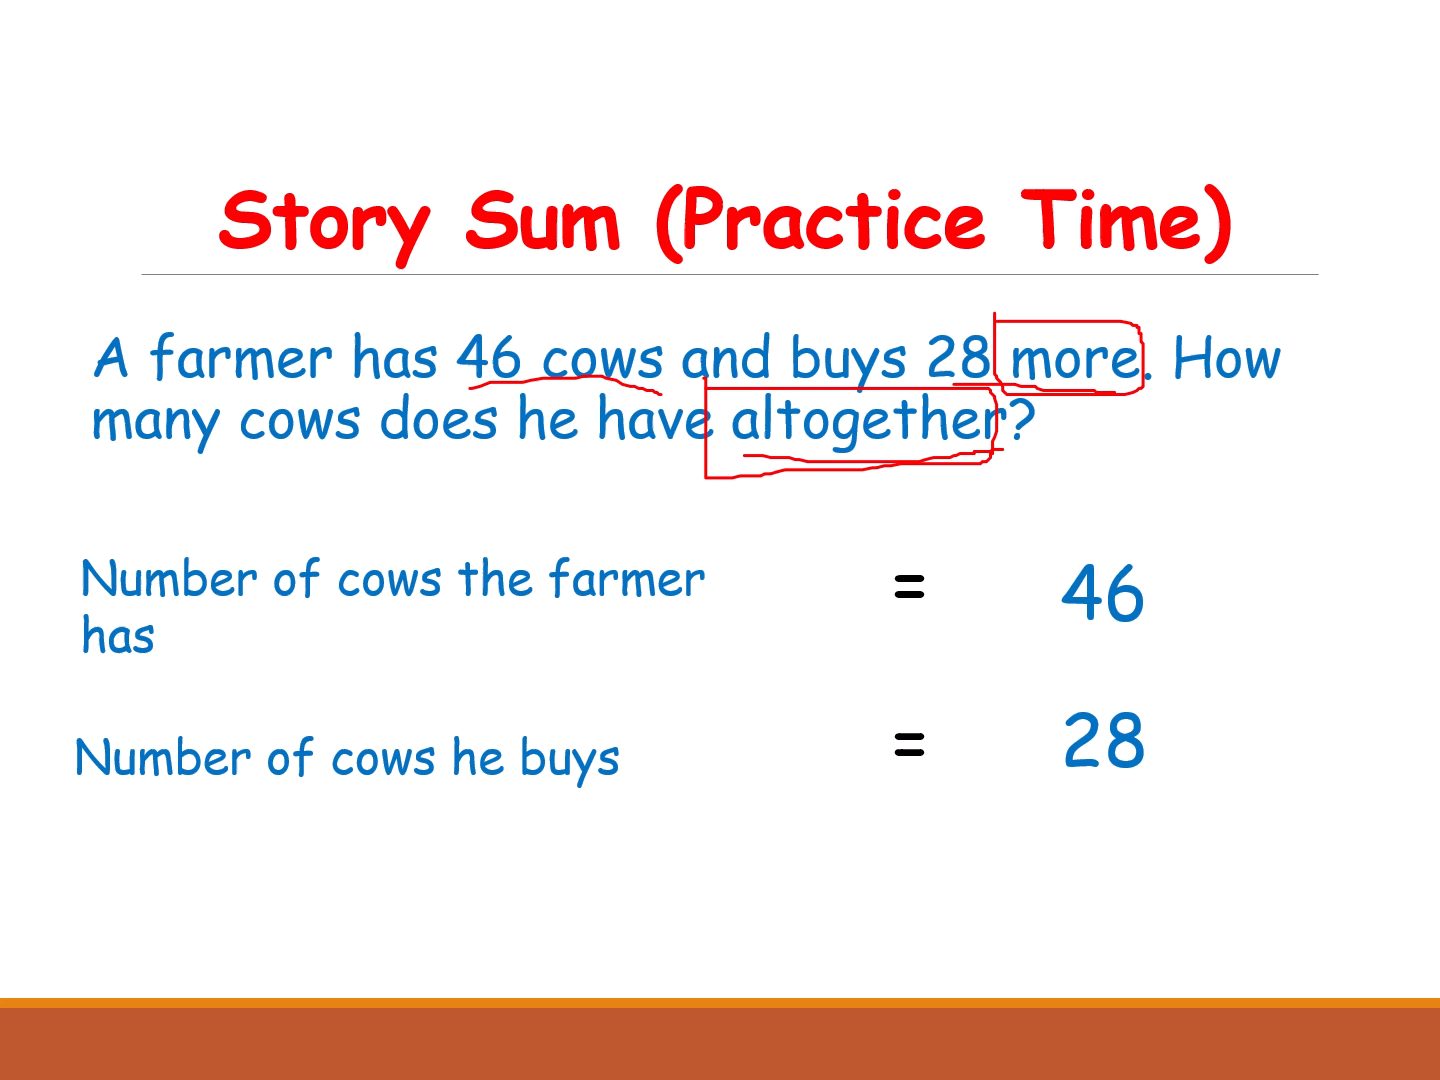 Story Sum (Practice Time)
A farmer has 46 cows and buys 28 more. How
many cows does he have altogether?
Number of cows the farmer = 46
has
Number of cows he buys = 28